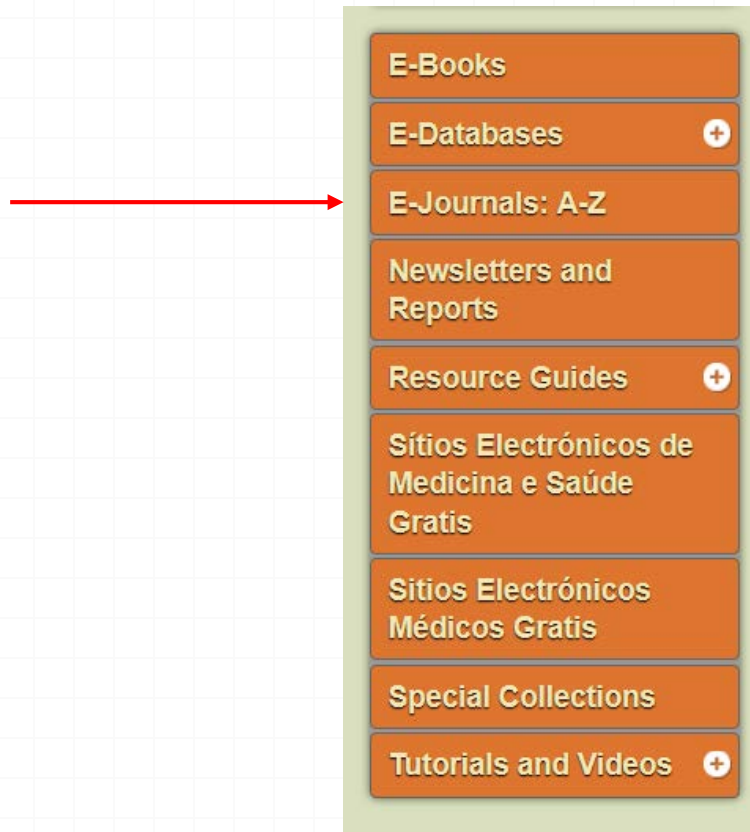 E-Books
E-Databases
E-Journals: A-Z
Newsletters and
Reports
Resource Guides
Sítios Electrónicos de
Medicina e Saúde
Gratis
Sitios Electrónicos
Médicos Gratis
Special Collections
Tutorials and Videos